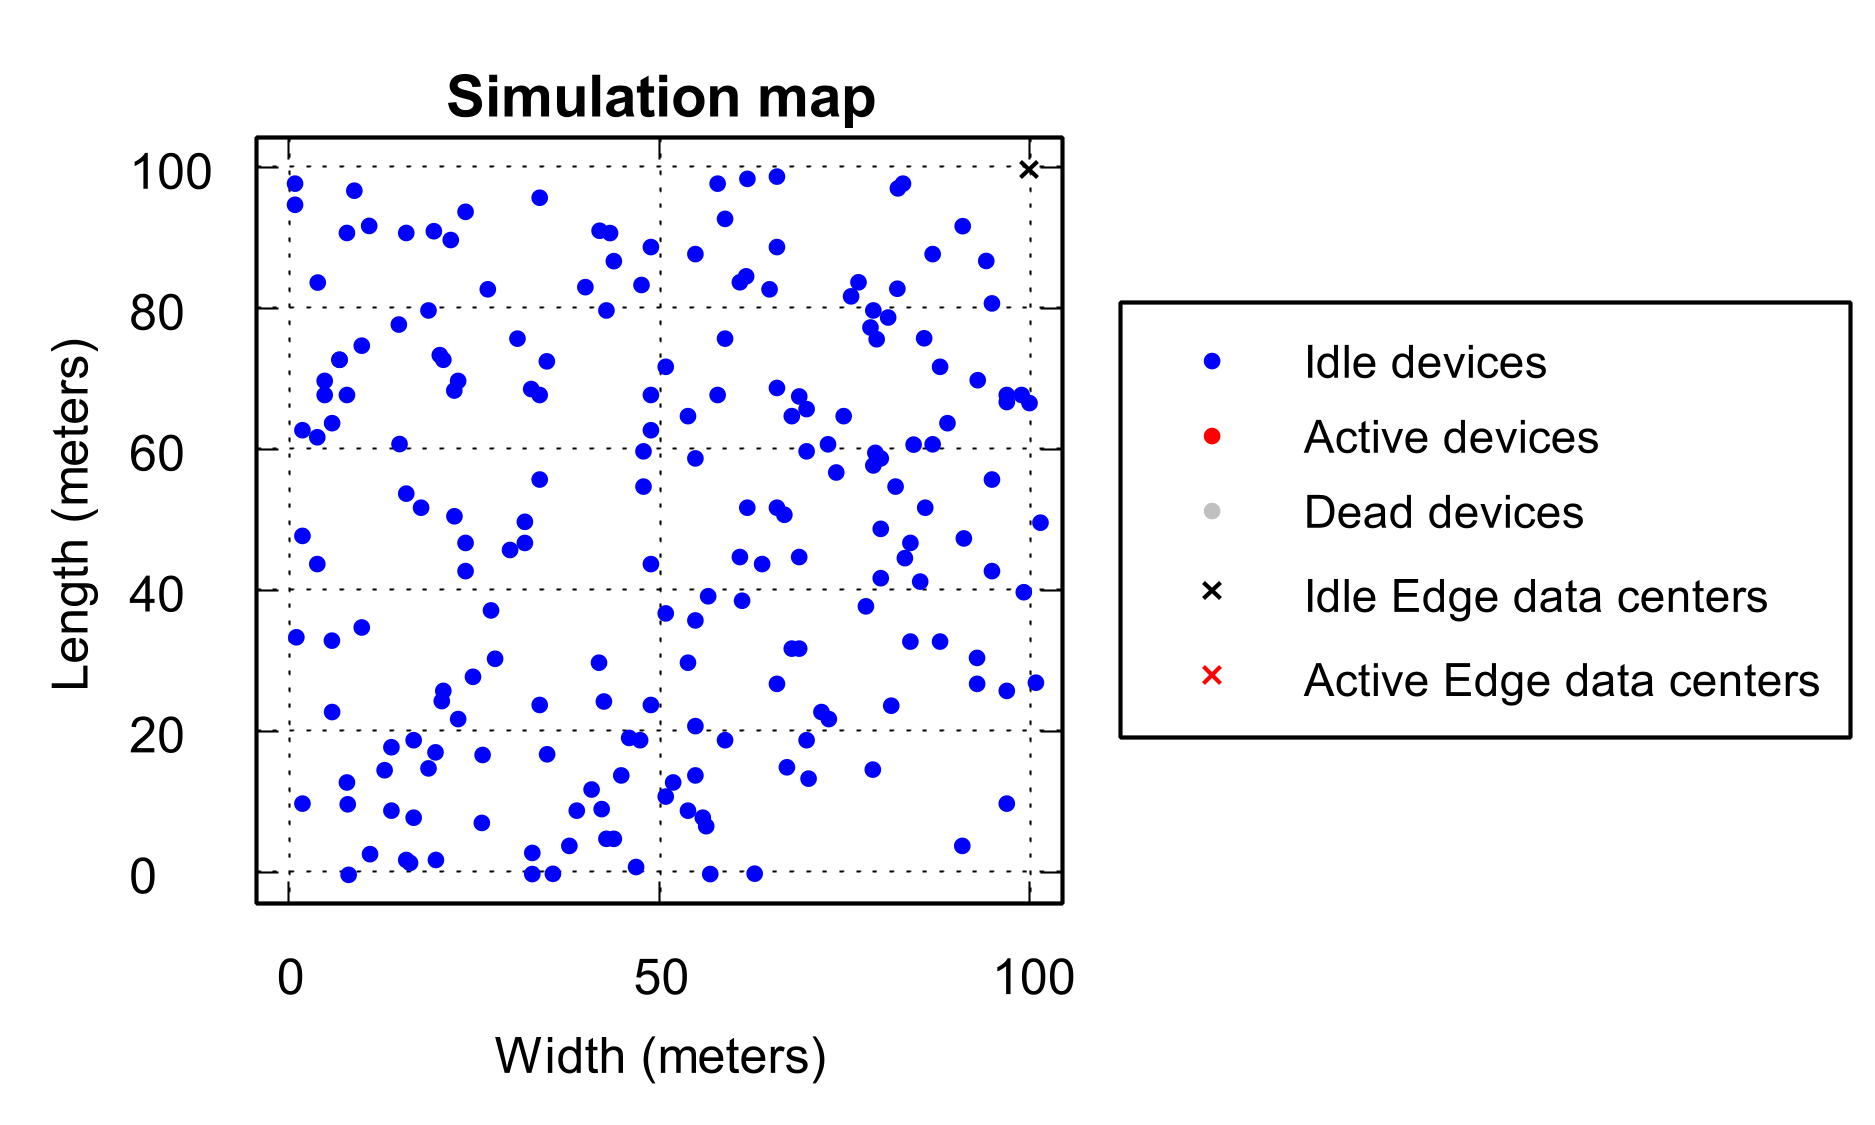 Simulation map
100
80
60
40
20
0
Length (meters)
0 50 100
Width (meters)
Idle devices
Active devices
Dead devices
Idle Edge data centers
Active Edge data centers